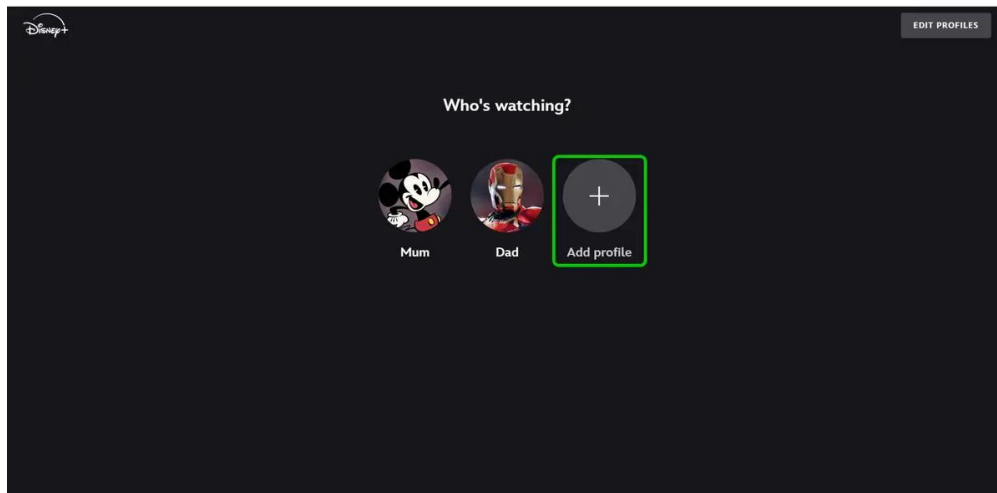 Disney+
EDIT PROFILES
Who's watching?
Mum
Dad
Add profile